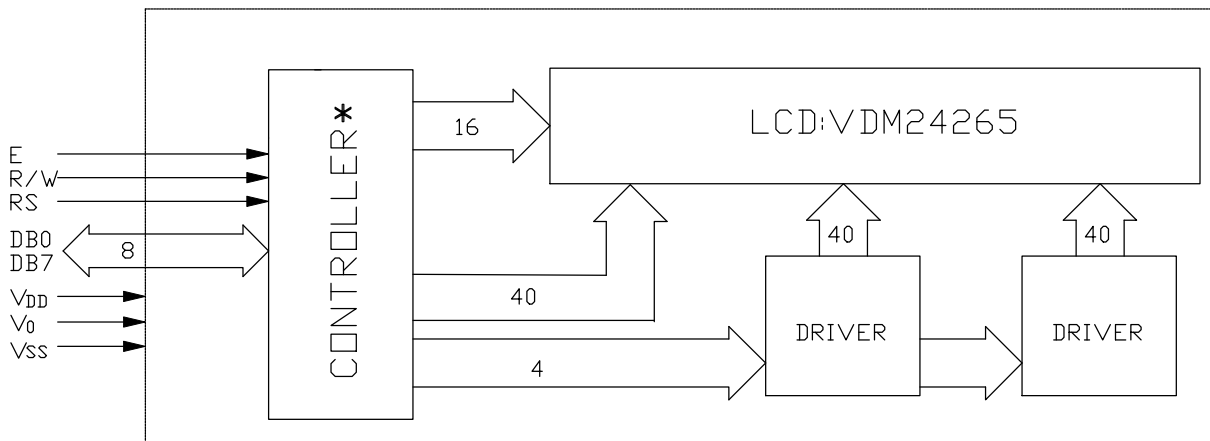 LCD:VDM24265
CONTROLLER*
16
E
R/W
RS
DB0
DB7
8
40
40
40
VDD
V0
VSS
DRIVER
DRIVER
4